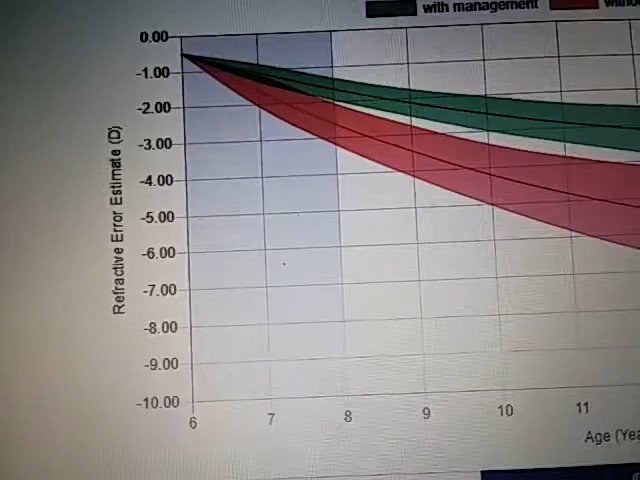 with management
0.00
-1.00
-2.00
-3.00
-4.00
-5.00
-6.00
-7.00
-8.00
-9.00
-10.00
Refractive Error Estimate (D)
6 7 8 9 10 11
Age